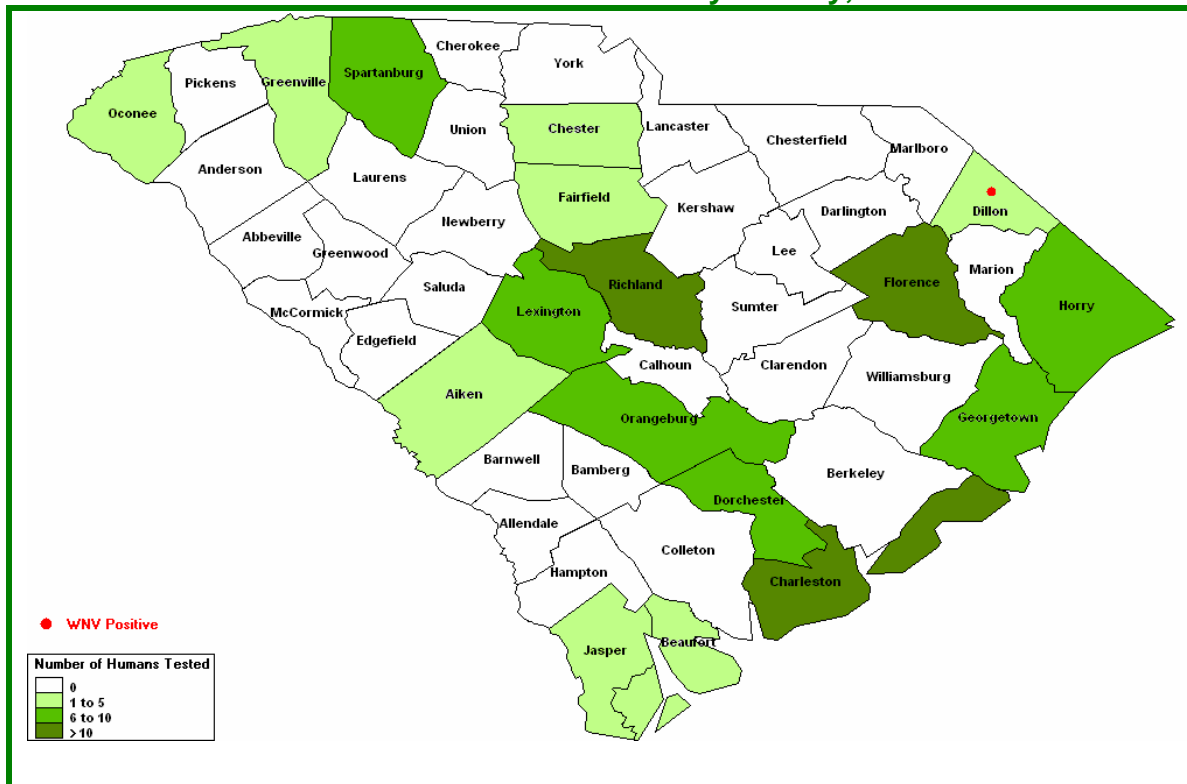 Cherokee
York
Spartanburg
Pickens
Greenville
Oconee
Chester
Lancaster
Union
Chesterfield
Marlboro
Anderson
Laurens
Fairfield
Kershaw
Darlington
Dillon
Newberry
Abbeville
Greenwood
Lee
Marion
Saluda
Richland
Florence
McCormick
Lexington
Sumter
Horry
Edgefield
Calhoun
Clarendon
Williamsburg
Aiken
Orangeburg
Georgetown
Barnwell
Bamberg
Berkeley
Dorchester
Allendale
Colleton
Hampton
Charleston
Jasper
Beaufort
WNV Positive
Number of Humans Tested
0
1 to 5
6 to 10
>10